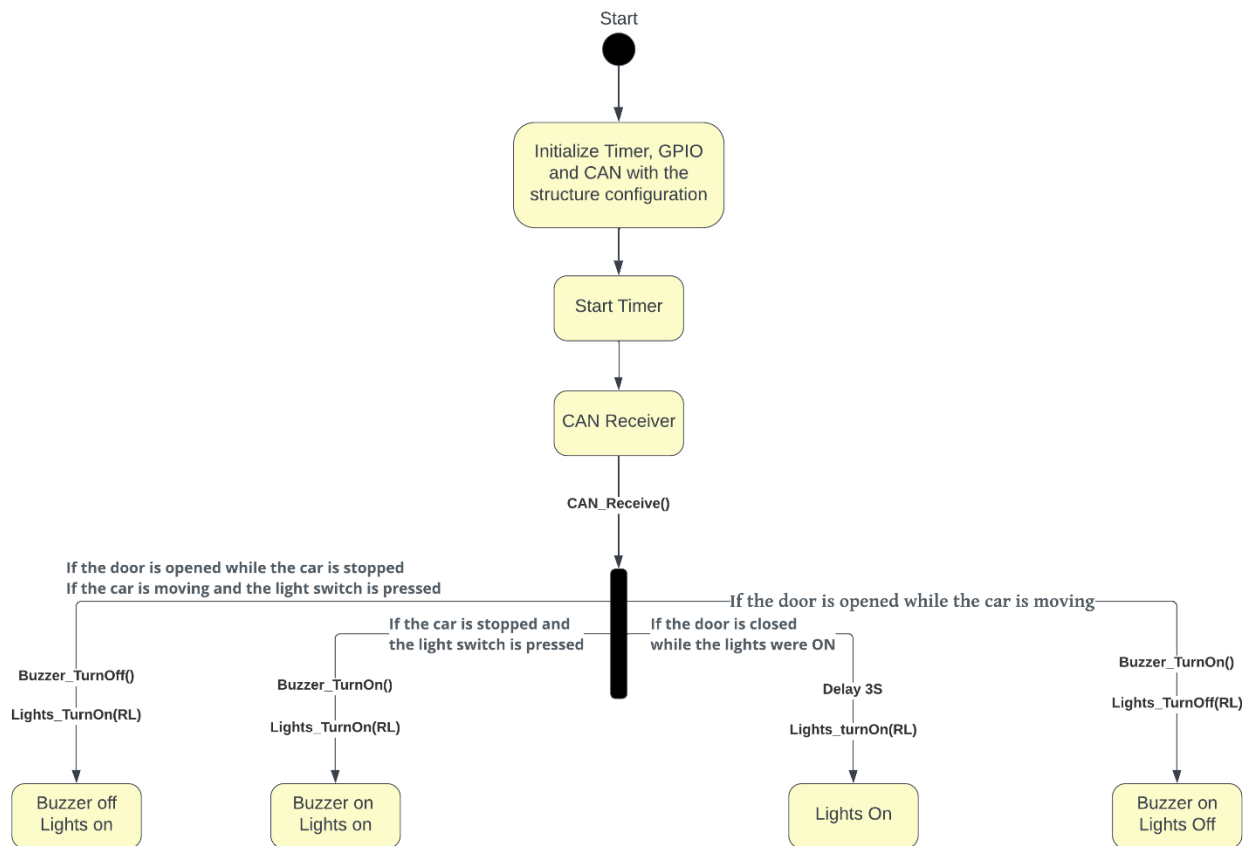 Start
Initialize Timer, GPIO
and CAN with the
structure configuration
Start Timer
CAN Receiver
CAN_Receive()
If the door is opened while the car is stopped
If the car is moving and the light switch is pressed
If the door is opened while the car is moving
If the car is stopped and
the light switch is pressed
If the door is closed
while the lights were ON
Buzzer_TurnOff()
Lights_TurnOn(RL)
Buzzer_TurnOn()
Lights_TurnOn(RL)
Delay 3S
Lights_turnOn(RL)
Buzzer_TurnOn()
Lights_TurnOff(RL)
Buzzer off
Lights on
Buzzer on
Lights on
Lights On
Buzzer on
Lights Off